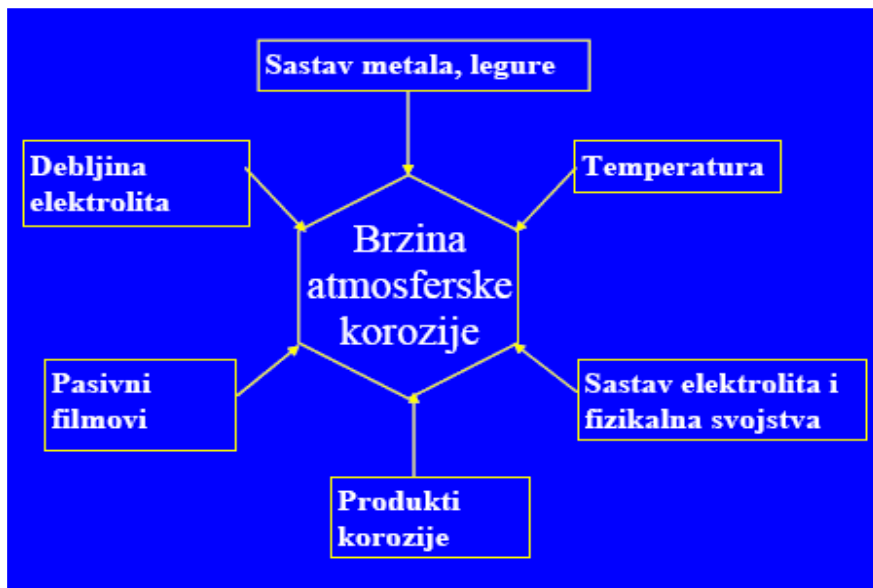 Sastav metala, legure
Debljina
elektrolita
Temperatura
Brzina
atmosferske
korozije
Pasivni
filmovi
Sastav elektrolita i
fizikalna svojstva
Produkti
korozije